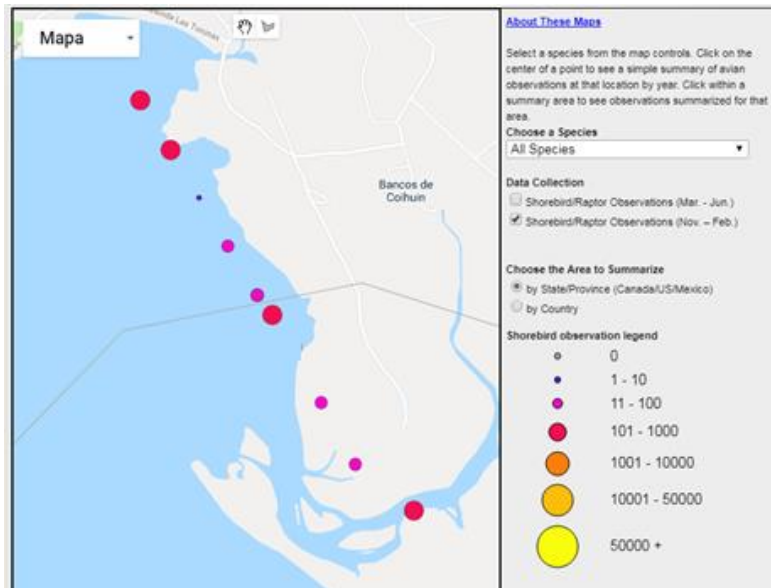 Mapa
Bancos de
Coihuin
About These Maps
Select a species from the map controls. Click on the
center of a point to see a simple summary of avian
observations at that location by year. Click within a
summary area to see observations summarized for that
area.
Choose a Species
All Species
Data Collection
Shorebird/Raptor Observations (Mar. - Jun.)
Shorebird/Raptor Observations (Nov. – Feb.)
Choose the Area to Summarize
by State/Province (Canada/US/Mexico)
by Country
Shorebird observation legend
0
1 - 10
11 - 100
101 - 1000
1001 - 10000
10001 - 50000
50000 +